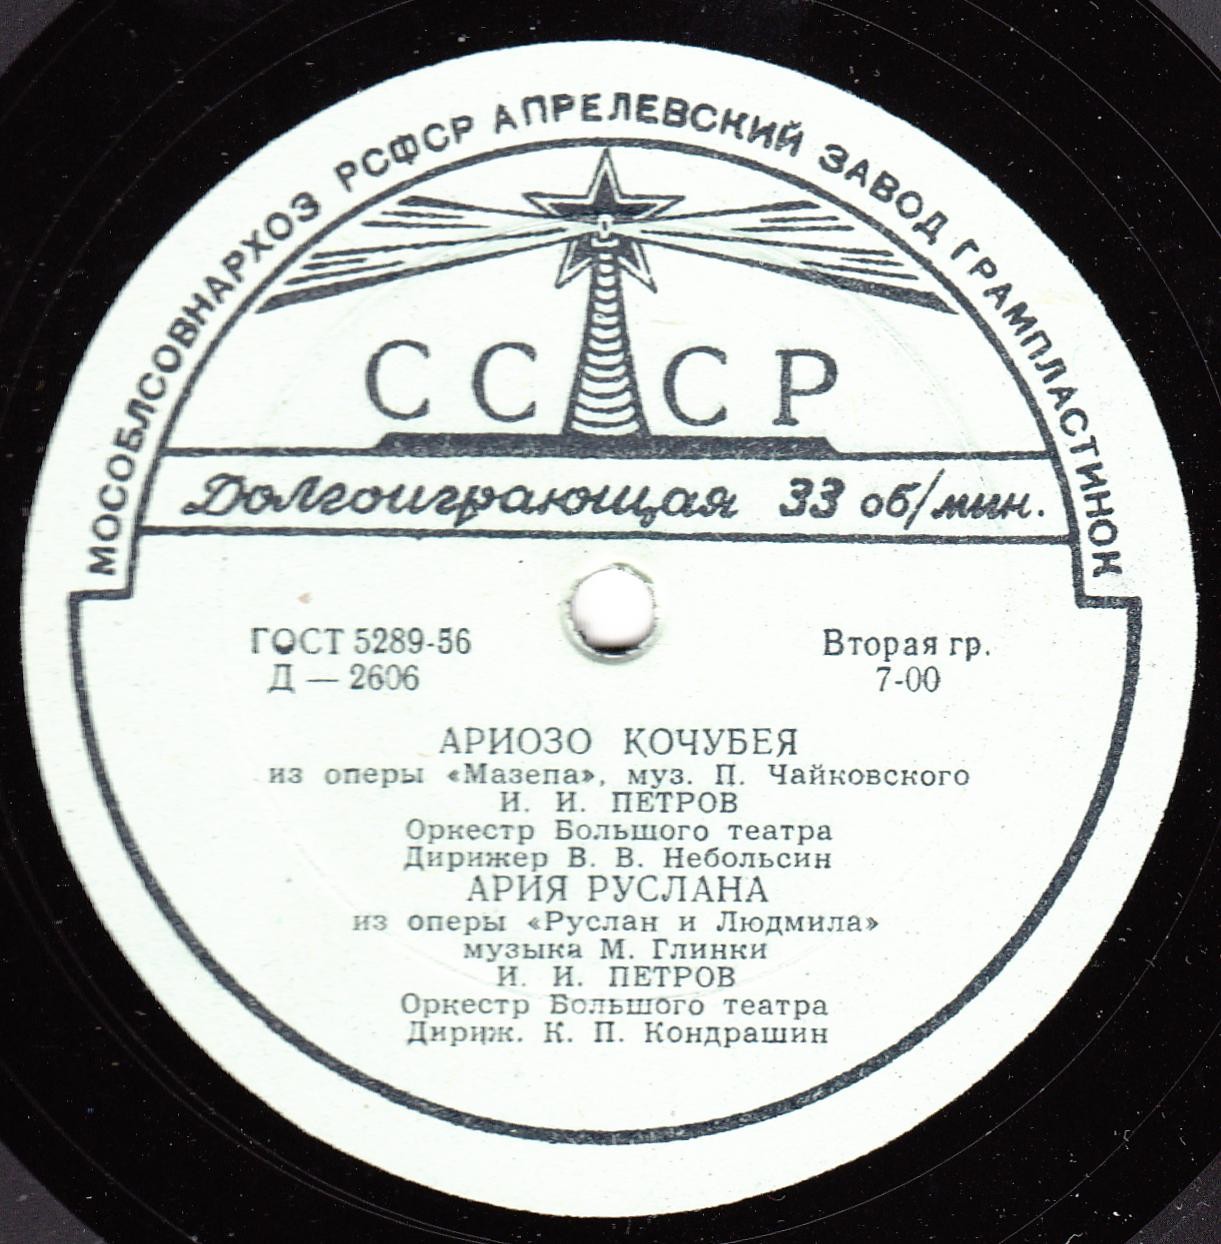 МОСОБЛСОВНАРХОЗ РСФСР АПРЕЛЕВСКИЙ ЗАВОД ГРАМПЛАСТИНОК
СССР
Долгоиграющая 33 об/мин.
ГОСТ 5289-56
Д — 2606
Вторая гр.
7-00
АРИОЗО КОЧУБЕЯ
из оперы «Мазепа», муз. П. Чайковского
И. И. ПЕТРОВ
Оркестр Большого театра
Дирижер В. В. Небольсин
АРИЯ РУСЛАНА
из оперы «Руслан и Людмила»
музыка М. Глинки
И. И. ПЕТРОВ
Оркестр Большого театра
Дириж. К. П. Кондрашин